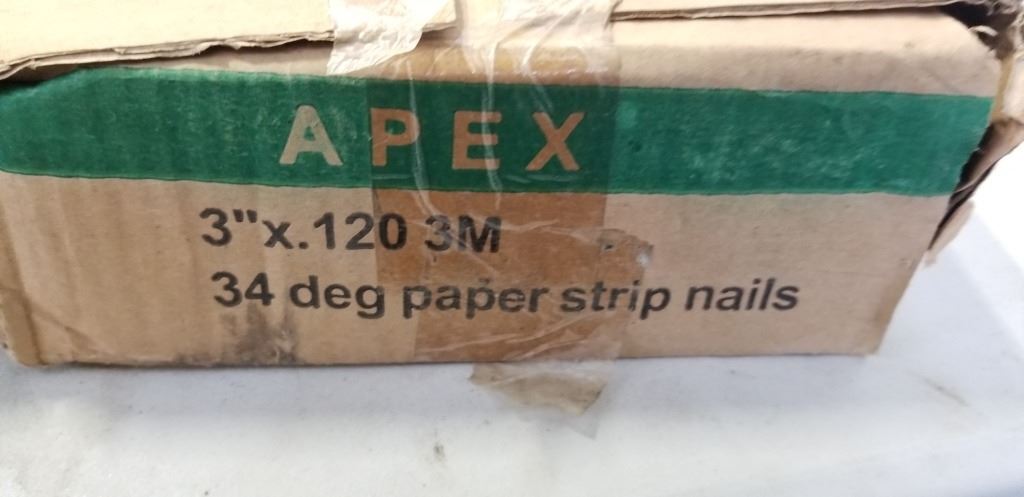 APEX
3"x.120 3M
34 deg paper strip nails